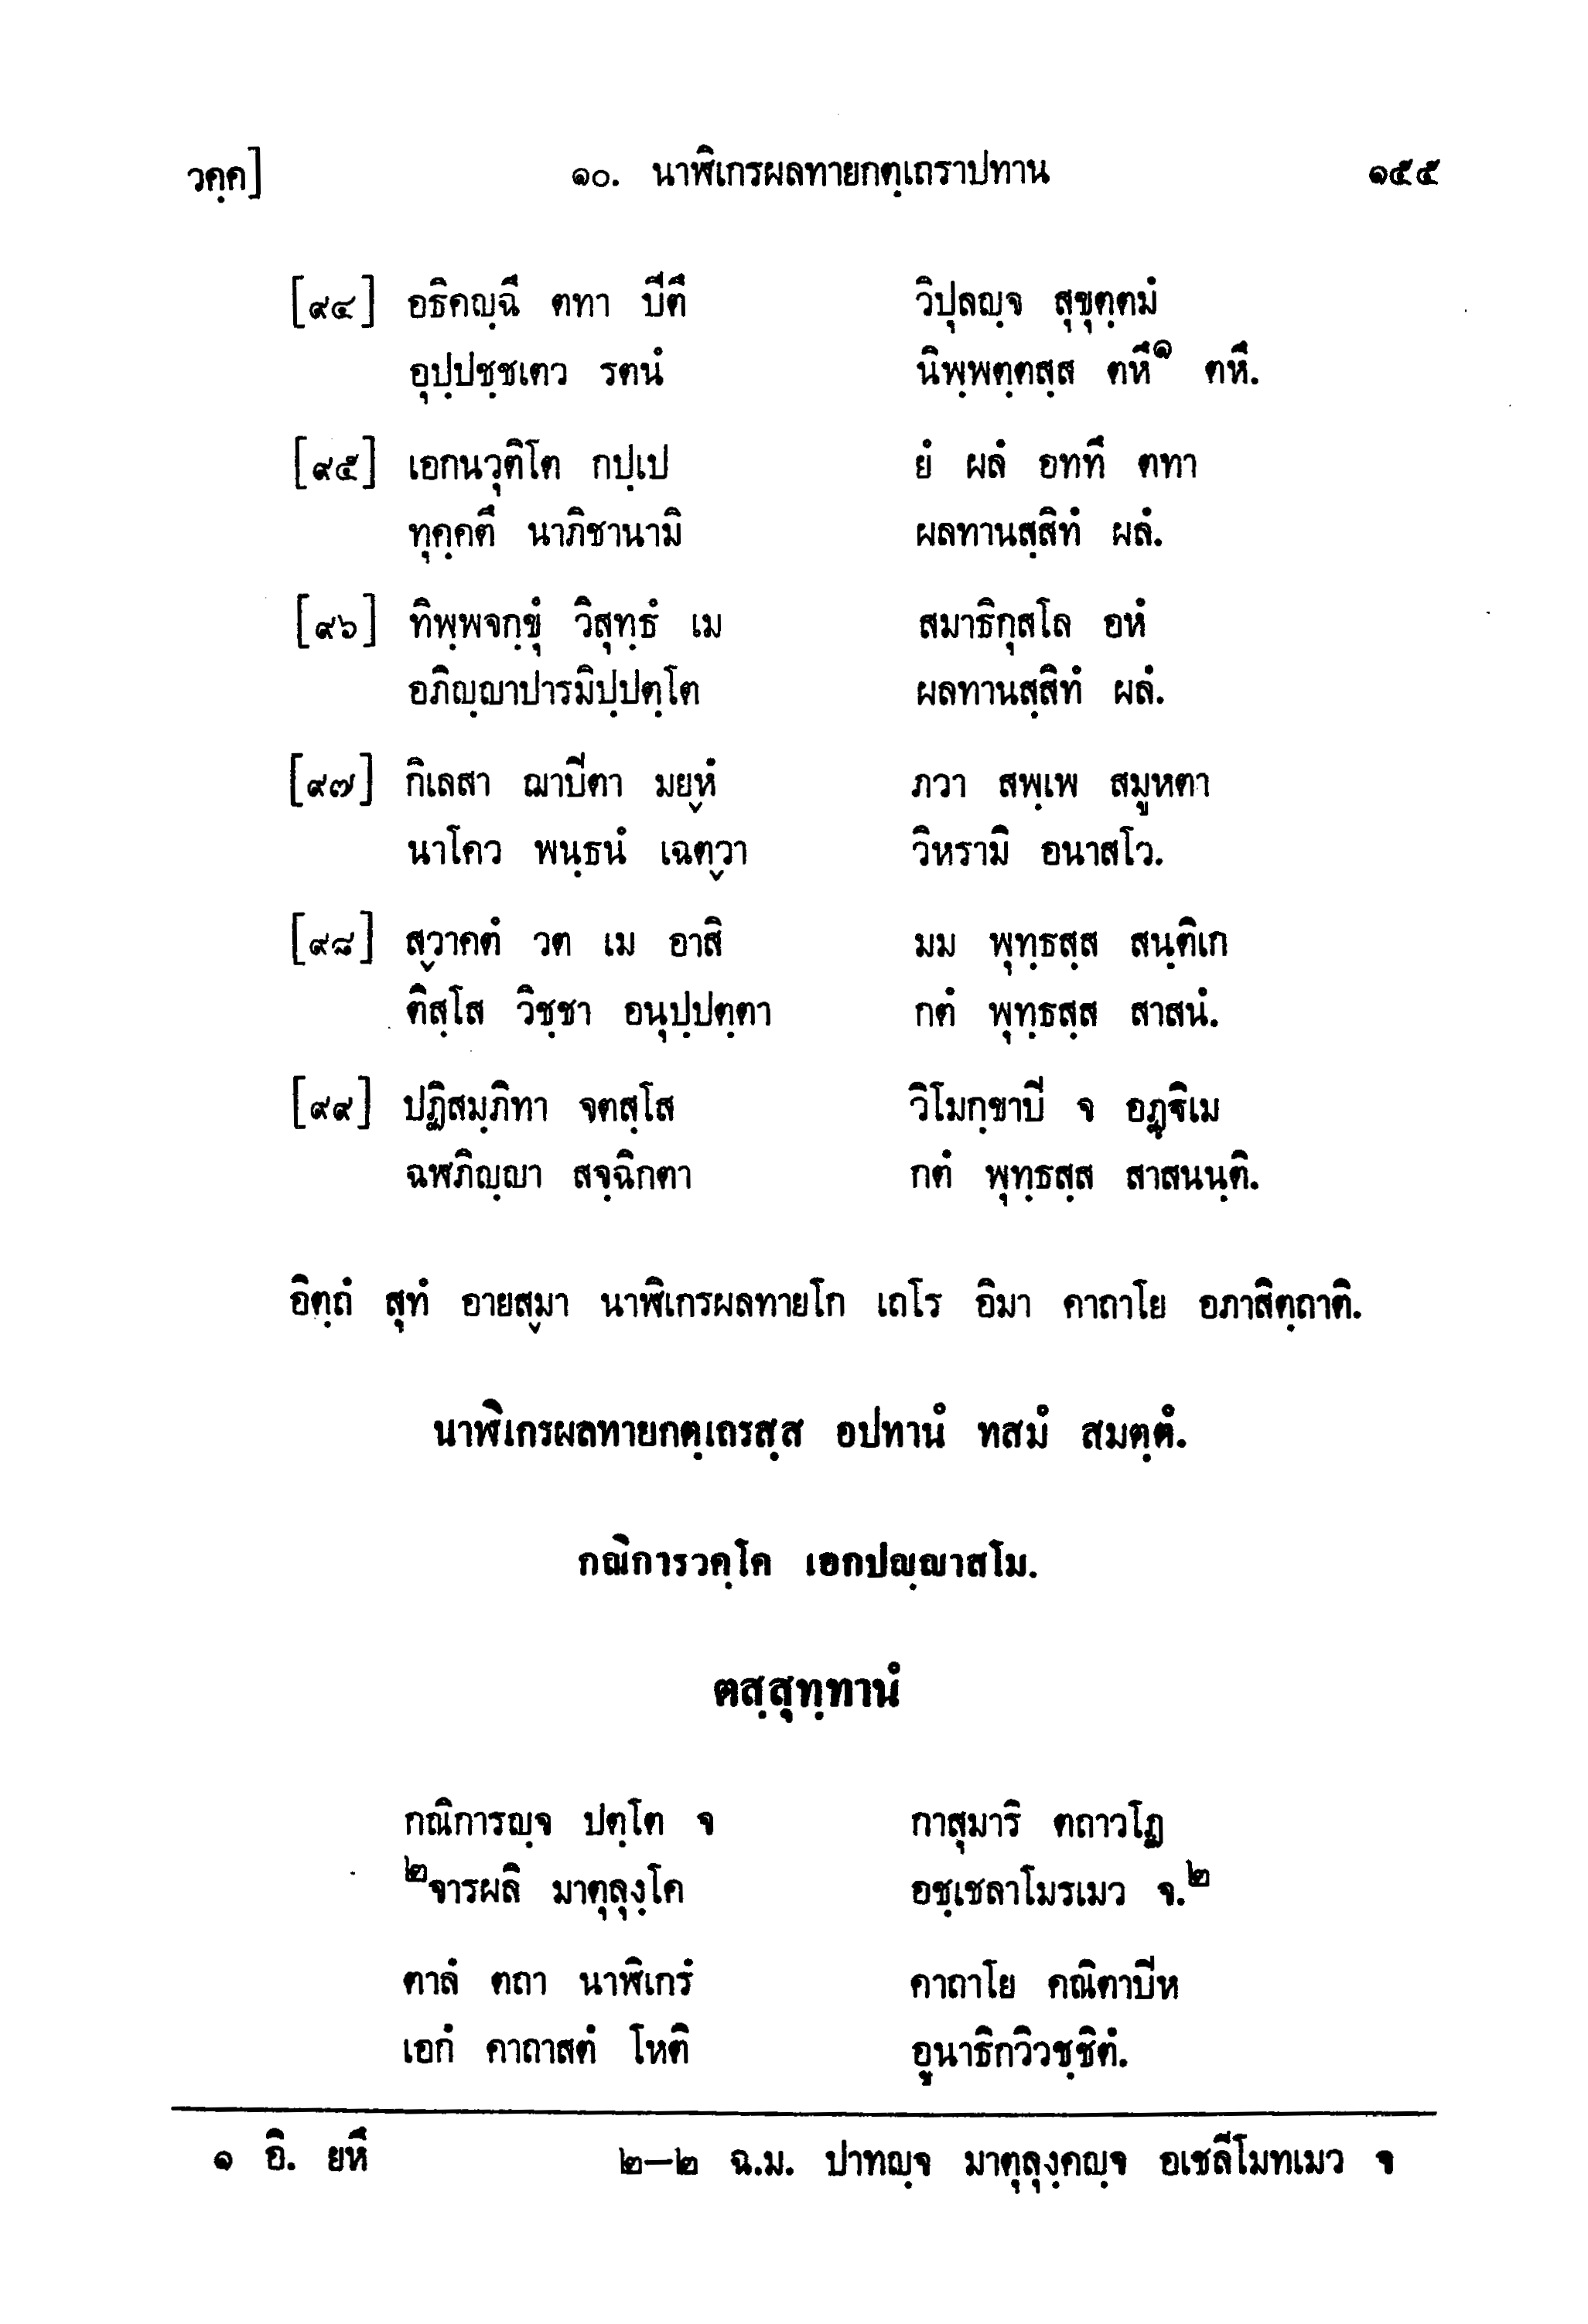 วคฺค] ๑๐. นาฬิเกรผลทายกตฺเถราปทาน ๑๕๕
[๙๔] อธิคญฺฉึ ตทา ปีตึ วิปุลญฺจ สุขุตฺตมํ
อุปฺปชฺชเตว รตนํ นิพฺพตฺตสฺส ตหึ๑ ตหึ.
[๙๕] เอกนวุติโต กปฺเป ยํ ผลํ อททึ ตทา
ทุคฺคตึ นาภิชานามิ ผลทานสฺสิทํ ผลํ.
[๙๖] ทิพฺพจกฺขุํ วิสุทฺธํ เม สมาธิกุสโล อหํ
อภิญฺญาปารมิปฺปตฺโต ผลทานสฺสิทํ ผลํ.
[๙๗] กิเลสา ฌาปิตา มยฺหํ ภวา สพฺเพ สมูหตา
นาโคว พนฺธนํ เฉตฺวา วิหรามิ อนาสโว.
[๙๘] สฺวาคตํ วต เม อาสิ มม พุทฺธสฺส สนฺติเก
ติสฺโส วิชฺชา อนุปฺปตฺตา กตํ พุทฺธสฺส สาสนํ.
[๙๙] ปฏิสมฺภิทา จตสฺโส วิโมกฺขาปิ จ อฏฺฐิเม
ฉฬภิญฺญา สจฺฉิกตา กตํ พุทฺธสฺส สาสนนฺติ.
อิตฺถํ สุทํ อายสฺมา นาฬิเกรผลทายโก เถโร อิมา คาถาโย อภาสิตฺถาติ.
นาฬิเกรผลทายกตฺเถรสฺส อปทานํ ทสมํ สมตฺตํ.
กณิการวคฺโค เอกปญฺญาสโม.
ตสฺสุทฺทานํ
กณิการญฺจ ปตฺโต จ กาสุมาริ ตถาวโฏ
๒จารผลิ มาตุลุงฺโค อชฺเชลาโมรเมว จ.๒
ตาลํ ตถา นาฬิเกรํ คาถาโย คณิตาปีห
เอกํ คาถาสตํ โหติ อูนาธิกวิวชฺชิตํ.
๑ อิ. ยหึ ๒–๒ ฉ.ม. ปาทญฺจ มาตุลุงฺคญฺจ อเชลีโมทเมว จ